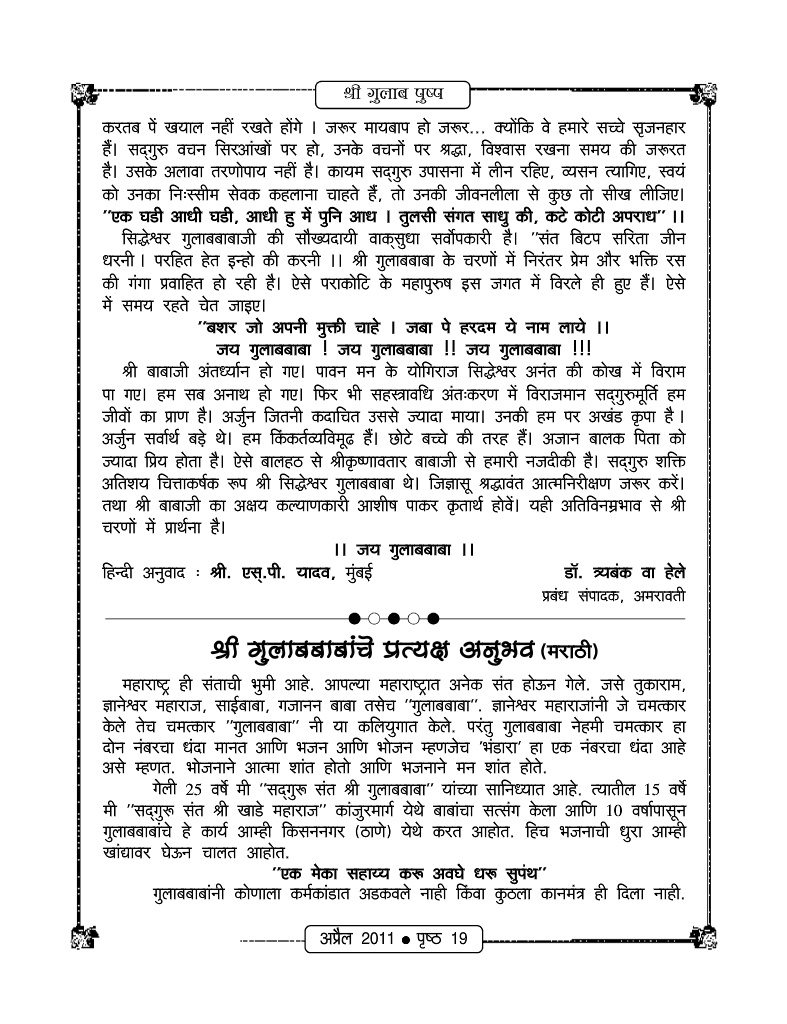 श्री गुलाब पुष्प
करतब पें खयाल नहीं रखते होंगे । जरूर मायबाप हो जरूर... क्योंकि वे हमारे सच्चे सृजनहार
हैं। सद्‌गुरु वचन सिरआंखों पर हो, उनके वचनों पर श्रद्धा, विश्वास रखना समय की जरूरत
है। उसके अलावा तरणोपाय नहीं है। कायम सद्‌गुरु उपासना में लीन रहिए, व्यसन त्यागिए, स्वयं
को उनका निःस्सीम सेवक कहलाना चाहते हैं, तो उनकी जीवनलीला से कुछ तो सीख लीजिए।
''एक घडी आधी घडी, आधी हु में पुनि आध । तुलसी संगत साधु की, कटे कोटी अपराध'' ।।
सिद्धेश्वर गुलाबबाबाजी की सौख्यदायी वाक्‌सुधा सर्वोपकारी है। ''संत बिटप सरिता जीन
धरनी । परहित हेत इन्हो की करनी ।। श्री गुलाबबाबा के चरणों में निरंतर प्रेम और भक्ति रस
की गंगा प्रवाहित हो रही है। ऐसे पराकोटि के महापुरुष इस जगत में विरले ही हुए हैं। ऐसे
में समय रहते चेत जाइए।
''बशर जो अपनी मुक्ती चाहे । जबा पे हरदम ये नाम लाये ।।
जय गुलाबबाबा ! जय गुलाबबाबा !! जय गुलाबबाबा !!!
श्री बाबाजी अंतर्ध्यान हो गए। पावन मन के योगिराज सिद्धेश्वर अनंत की कोख में विराम
पा गए। हम सब अनाथ हो गए। फिर भी सहस्त्रावधि अंतःकरण में विराजमान सद्‌गुरुमूर्ति हम
जीवों का प्राण है। अर्जुन जितनी कदाचित उससे ज्यादा माया। उनकी हम पर अखंड कृपा है ।
अर्जुन सर्वार्थ बड़े थे। हम किंकर्तव्यविमूढ हैं। छोटे बच्चे की तरह हैं। अजान बालक पिता को
ज्यादा प्रिय होता है। ऐसे बालहठ से श्रीकृष्णावतार बाबाजी से हमारी नजदीकी है। सद्‌गुरु शक्ति
अतिशय चित्ताकर्षक रूप श्री सिद्धेश्वर गुलाबबाबा थे। जिज्ञासू श्रद्धावंत आत्मनिरीक्षण जरूर करें।
तथा श्री बाबाजी का अक्षय कल्याणकारी आशीष पाकर कृतार्थ होवें। यही अतिविनम्रभाव से श्री
चरणों में प्रार्थना है।
।। जय गुलाबबाबा ।।
हिन्दी अनुवाद : श्री. एस्.पी. यादव, मुंबई
डॉ. त्र्यबंक वा हेले
प्रबंध संपादक, अमरावती
श्री गुलाबबाबांचे प्रत्यक्ष अनुभव (मराठी)
महाराष्ट्र ही संताची भुमी आहे. आपल्या महाराष्ट्रात अनेक संत होऊन गेले. जसे तुकाराम,
ज्ञानेश्वर महाराज, साईबाबा, गजानन बाबा तसेच ''गुलाबबाबा''. ज्ञानेश्वर महाराजांनी जे चमत्कार
केले तेच चमत्कार ''गुलाबबाबा'' नी या कलियुगात केले. परंतु गुलाबबाबा नेहमी चमत्कार हा
दोन नंबरचा धंदा मानत आणि भजन आणि भोजन म्हणजेच 'भंडारा' हा एक नंबरचा धंदा आहे
असे म्हणत. भोजनाने आत्मा शांत होतो आणि भजनाने मन शांत होते.
गेली 25 वर्षे मी ''सद्‌गुरू संत श्री गुलाबबाबा'' यांच्या सानिध्यात आहे. त्यातील 15 वर्षे
मी ''सद्‌गुरू संत श्री खाडे महाराज'' कांजुरमार्ग येथे बाबांचा सत्संग केला आणि 10 वर्षापासून
गुलाबबाबांचे हे कार्य आम्ही किसननगर (ठाणे) येथे करत आहोत. हिच भजनाची धुरा आम्ही
खांद्यावर घेऊन चालत आहोत.
''एक मेका सहाय्य करू अवघे धरू सुपंथ''
गुलाबबाबांनी कोणाला कर्मकांडात अडकवले नाही किंवा कुठला कानमंत्र ही दिला नाही.
अप्रैल 2011 ● पृष्ठ 19